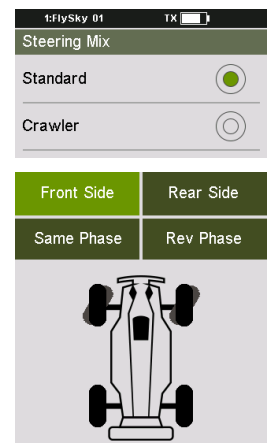 1:FlySky 01 TX
Steering Mix
Standard
Crawler
Front Side Rear Side
Same Phase Rev Phase